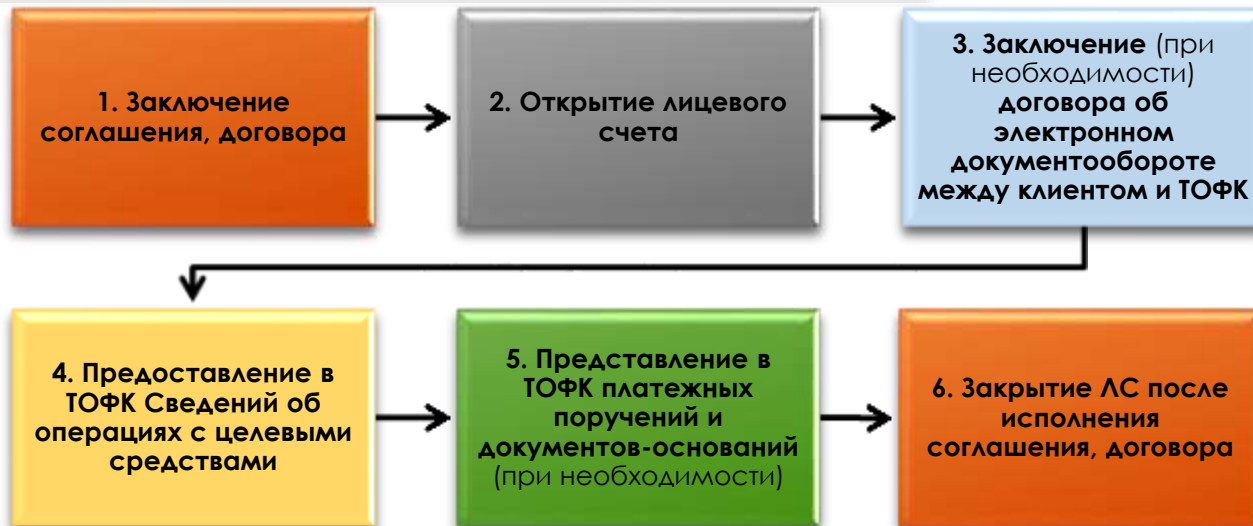 1. Заключение
соглашения, договора
2. Открытие лицевого
счета
3. Заключение (при
необходимости)
договора об
электронном
документообороте
между клиентом и ТОФК
4. Предоставление в
ТОФК Сведений об
операциях с целевыми
средствами
5. Представление в
ТОФК платежных
поручений и
документов-оснований
(при необходимости)
6. Закрытие ЛС после
исполнения
соглашения, договора